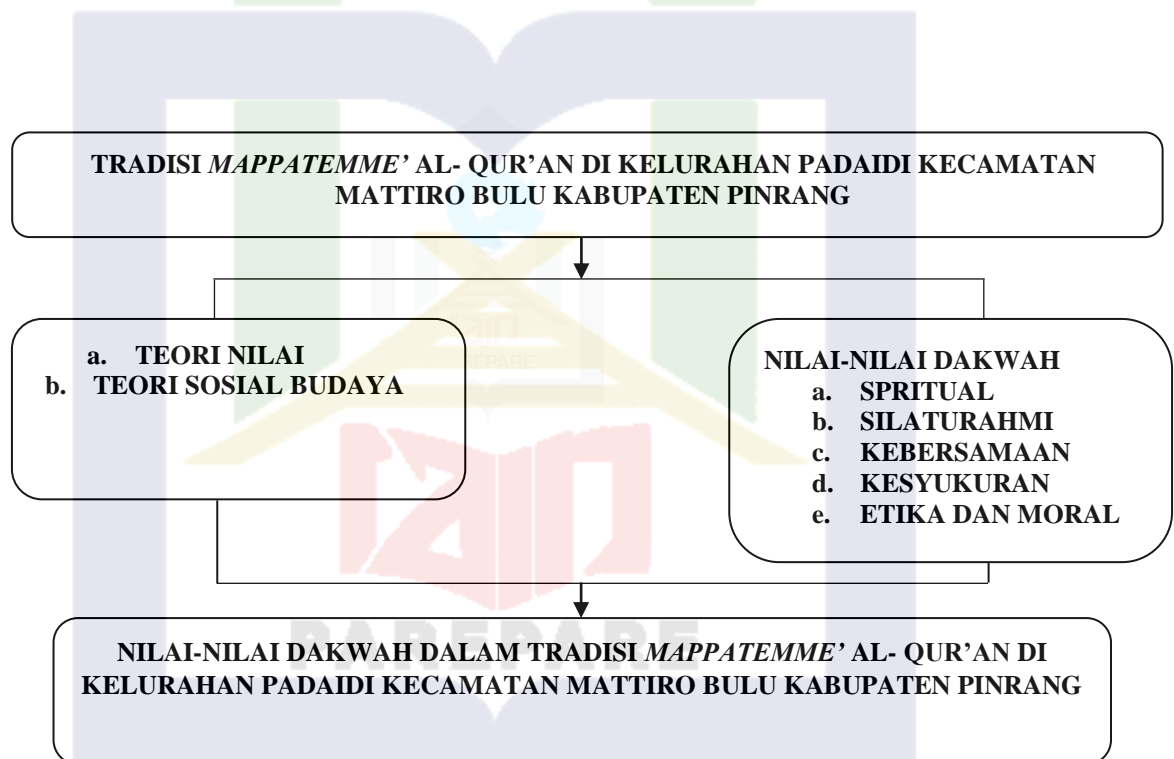 TRADISI MAPPATEMME’ AL- QUR’AN DI KELURAHAN PADAIDI KECAMATAN
MATTIRO BULU KABUPATEN PINRANG
a. TEORI NILAI
b. TEORI SOSIAL BUDAYA
NILAI-NILAI DAKWAH
a. SPRITUAL
b. SILATURAHMI
c. KEBERSAMAAN
d. KESYUKURAN
e. ETIKA DAN MORAL
PAREPARE
NILAI-NILAI DAKWAH DALAM TRADISI MAPPATEMME’ AL- QUR’AN DI
KELURAHAN PADAIDI KECAMATAN MATTIRO BULU KABUPATEN PINRANG